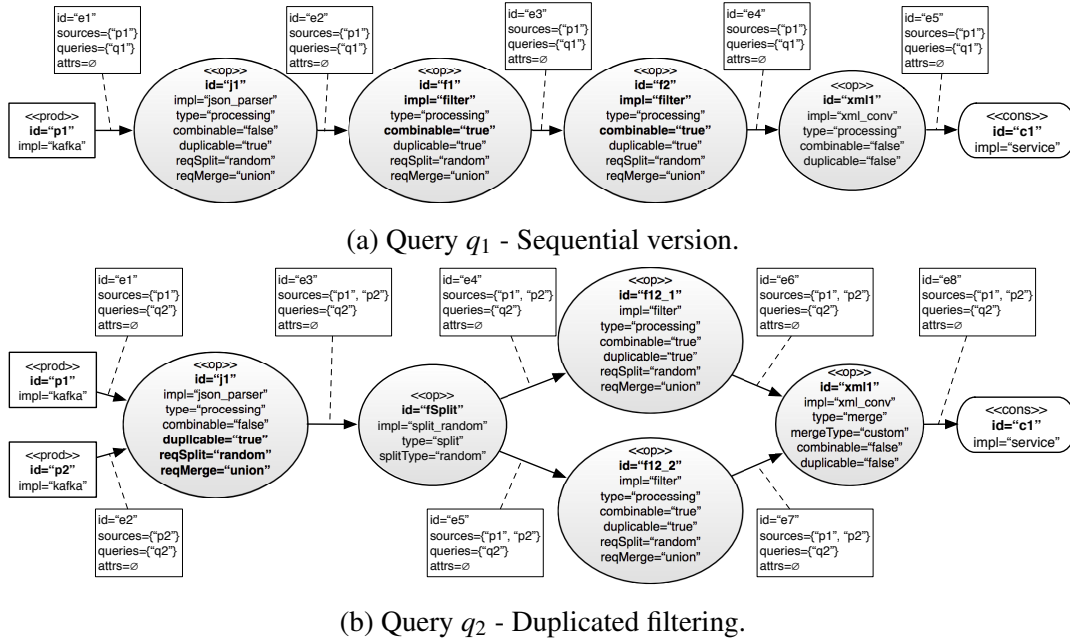 id=“e1”
sources={“p1”}
queries={“q1”}
attrs=∅
id=“e2”
sources={“p1”}
queries={“q1”}
attrs=∅
id=“e3”
sources={“p1”}
queries={“q1”}
attrs=∅
id=“e4”
sources={“p1”}
queries={“q1”}
attrs=∅
id=“e5”
sources={“p1”}
queries={“q1”}
attrs=∅
<<prod>>
id=“p1”
impl=“kafka”
<<op>>
id=“j1”
impl=“json_parser”
type=“processing”
combinable=“false”
duplicable=“true”
reqSplit=“random”
reqMerge=“union”
<<op>>
id=“f1”
impl=“filter”
type=“processing”
combinable=“true”
duplicable=“true”
reqSplit=“random”
reqMerge=“union”
<<op>>
id=“f2”
impl=“filter”
type=“processing”
combinable=“true”
duplicable=“true”
reqSplit=“random”
reqMerge=“union”
<<op>>
id=“xml1”
impl=“xml_conv”
type=“processing”
combinable=“false”
duplicable=“false”
<<cons>>
id=“c1”
impl=“service”
(a) Query q1 - Sequential version.
id=“e1”
sources={“p1”}
queries={“q2”}
attrs=∅
id=“e3”
sources={“p1”, “p2”}
queries={“q2”}
attrs=∅
id=“e4”
sources={“p1”, “p2”}
queries={“q2”}
attrs=∅
<<op>>
id=“f12_1”
impl=“filter”
type=“processing”
combinable=“true”
duplicable=“true”
reqSplit=“random”
reqMerge=“union”
id=“e6”
sources={“p1”, “p2”}
queries={“q2”}
attrs=∅
id=“e8”
sources={“p1”, “p2”}
queries={“q2”}
attrs=∅
<<prod>>
id=“p1”
impl=“kafka”
<<prod>>
id=“p2”
impl=“kafka”
<<op>>
id=“j1”
impl=“json_parser”
type=“processing”
combinable=“false”
duplicable=“true”
reqSplit=“random”
reqMerge=“union”
<<op>>
id=“fSplit”
impl=“split_random”
type=“split”
splitType=“random”
<<op>>
id=“xml1”
impl=“xml_conv”
type=“merge”
mergeType=“custom”
combinable=“false”
duplicable=“false”
<<cons>>
id=“c1”
impl=“service”
id=“e2”
sources={“p2”}
queries={“q2”}
attrs=∅
id=“e5”
sources={“p1”, “p2”}
queries={“q2”}
attrs=∅
<<op>>
id=“f12_2”
impl=“filter”
type=“processing”
combinable=“true”
duplicable=“true”
reqSplit=“random”
reqMerge=“union”
id=“e7”
sources={“p1”, “p2”}
queries={“q2”}
attrs=∅
(b) Query q2 - Duplicated filtering.